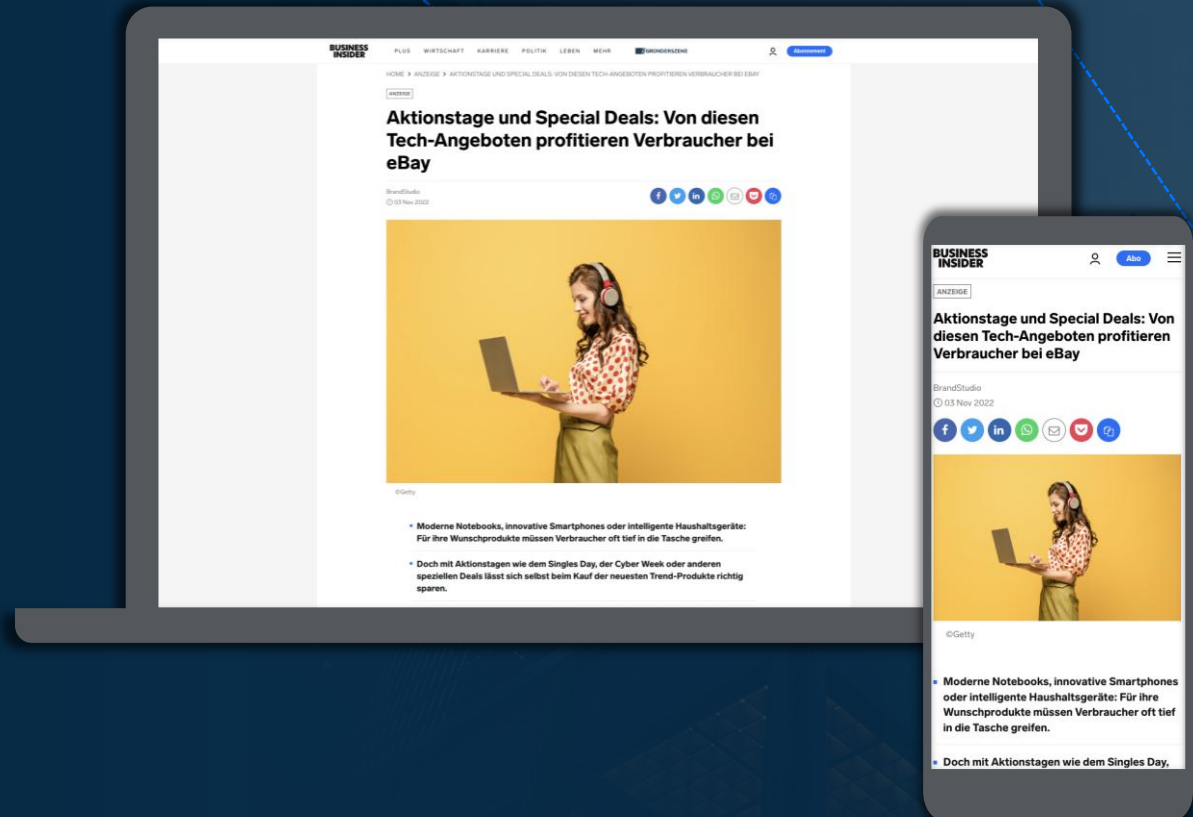 BUSINESS
INSIDER
PLUS WIRTSCHAFT KARRIERE POLITIK LEBEN MEHR GRÜNDERSZENE Abonnement
HOME > ANZEIGE > AKTIONSTAGE UND SPECIAL DEALS: VON DIESEN TECH-ANGEBOTEN PROFITIEREN VERBRAUCHER BEI EBAY
ANZEIGE
Aktionstage und Special Deals: Von diesen
Tech-Angeboten profitieren Verbraucher bei
eBay
BrandStudio
03 Nov 2022
©Getty
Moderne Notebooks, innovative Smartphones oder intelligente Haushaltsgeräte:
Für ihre Wunschprodukte müssen Verbraucher oft tief in die Tasche greifen.
Doch mit Aktionstagen wie dem Singles Day, der Cyber Week oder anderen
speziellen Deals lässt sich selbst beim Kauf der neuesten Trend-Produkte richtig
sparen.
BUSINESS
INSIDER
Abo
ANZEIGE
Aktionstage und Special Deals: Von
diesen Tech-Angeboten profitieren
Verbraucher bei eBay
BrandStudio
03 Nov 2022
©Getty
Moderne Notebooks, innovative Smartphones
oder intelligente Haushaltsgeräte: Für ihre
Wunschprodukte müssen Verbraucher oft tief
in die Tasche greifen.
Doch mit Aktionstagen wie dem Singles Day,